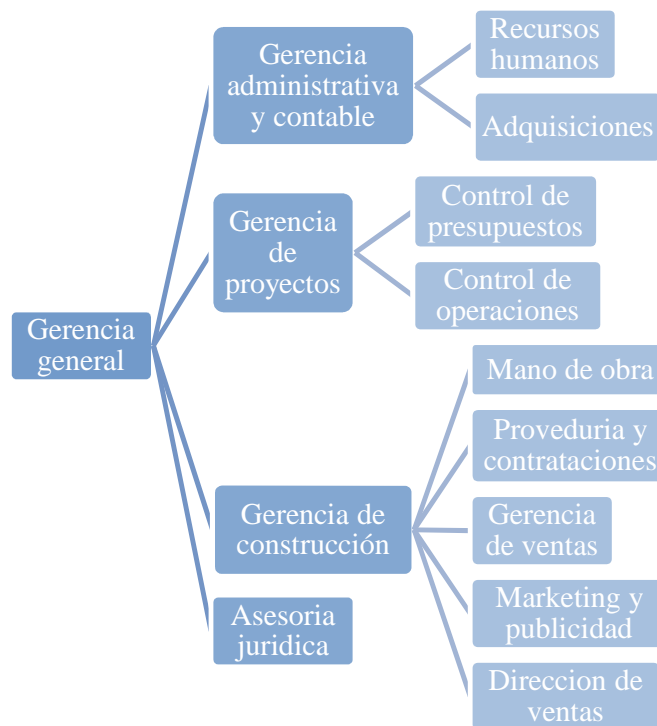 Gerencia
general
Gerencia
administrativa
y contable
Recursos
humanos
Adquisiciones
Gerencia
de
proyectos
Control de
presupuestos
Control de
operaciones
Gerencia de
construcción
Mano de obra
Proveduria y
contrataciones
Gerencia
de ventas
Marketing y
publicidad
Direccion de
ventas
Asesoria
juridica